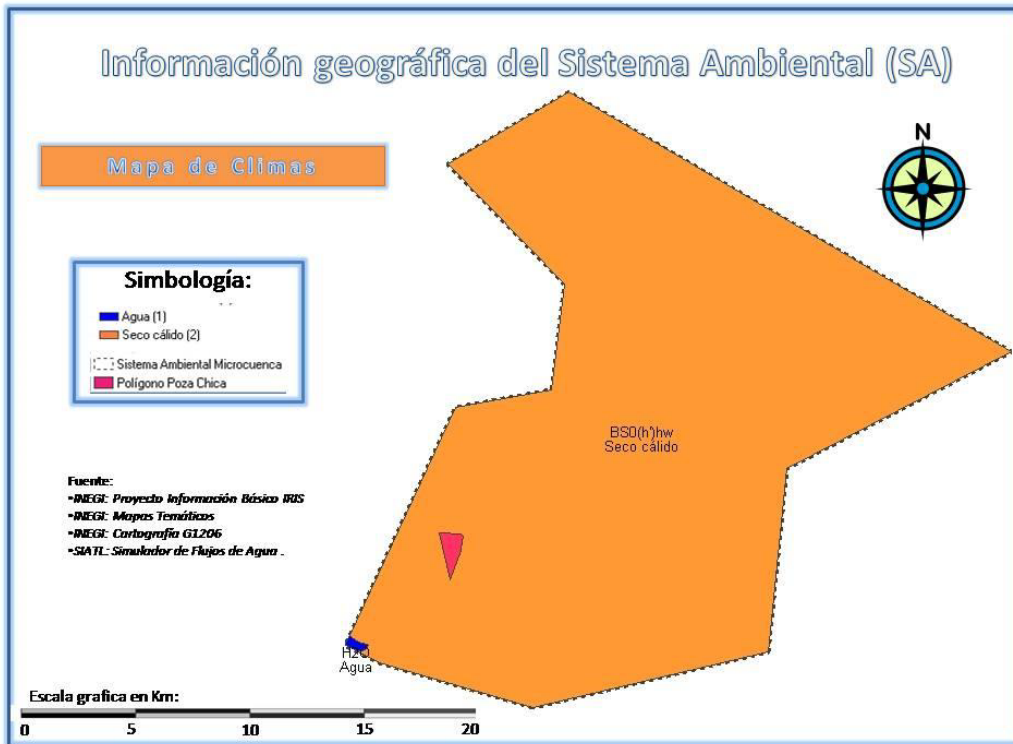 Información geográfica del Sistema Ambiental (SA)
Mapa de Climas
N
Simbología:
Agua (1)
Seco cálido (2)
Sistema Ambiental Microcuenca
Polígono Poza Chica
BS0(h')hw
Seco cálido
Fuente:
•INEGI: Proyecto Información Básico IRIS
•INEGI: Mapas Temáticos
•INEGI: Cartografía G1206
•SIATL: Simulador de Flujos de Agua .
H2O
Agua
Escala grafica en Km:
0 5 10 15 20